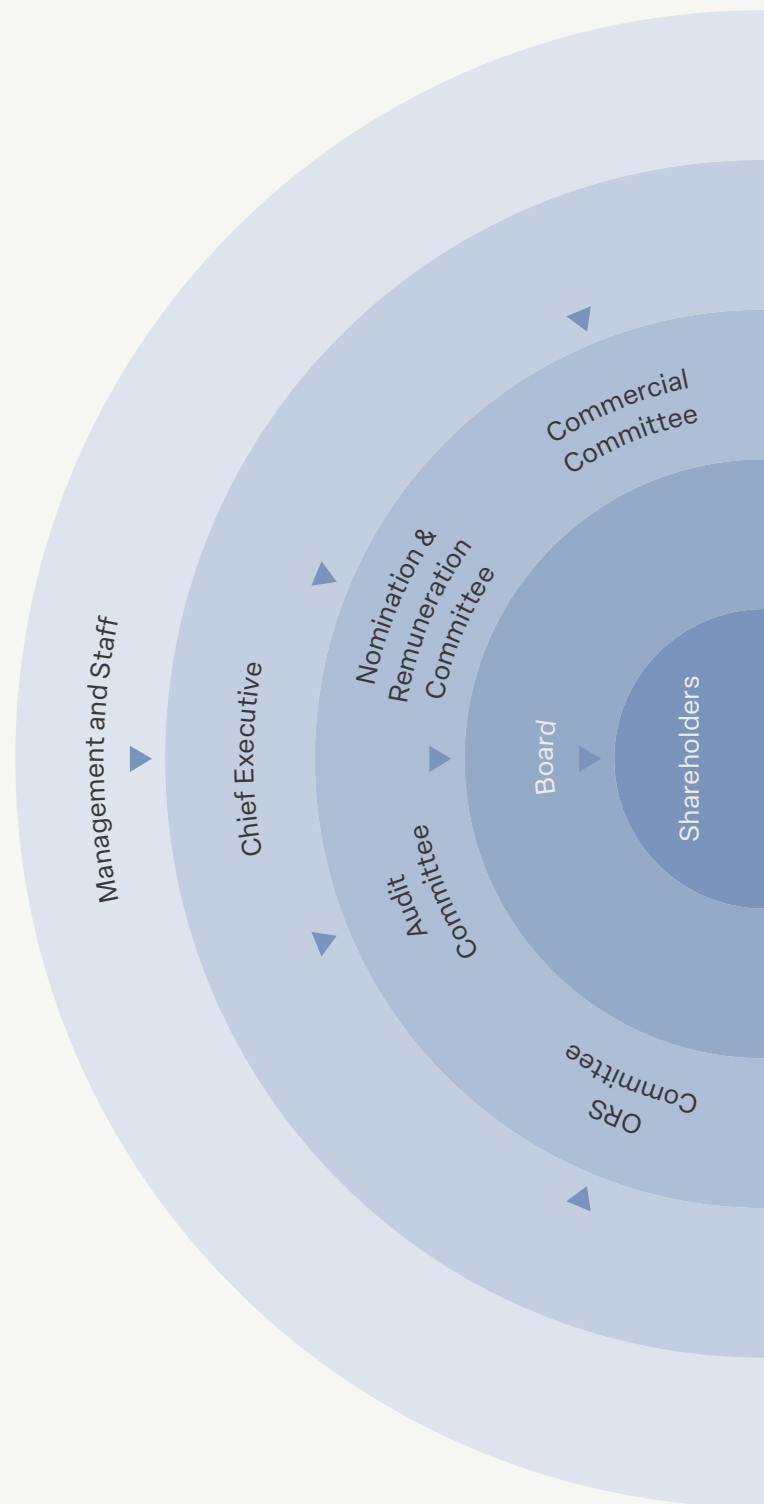 Management and Staff
Chief Executive
Nomination &
Remuneration
Committee
Commercial
Committee
Audit
Committee
ORS
Committee
Board
Shareholders